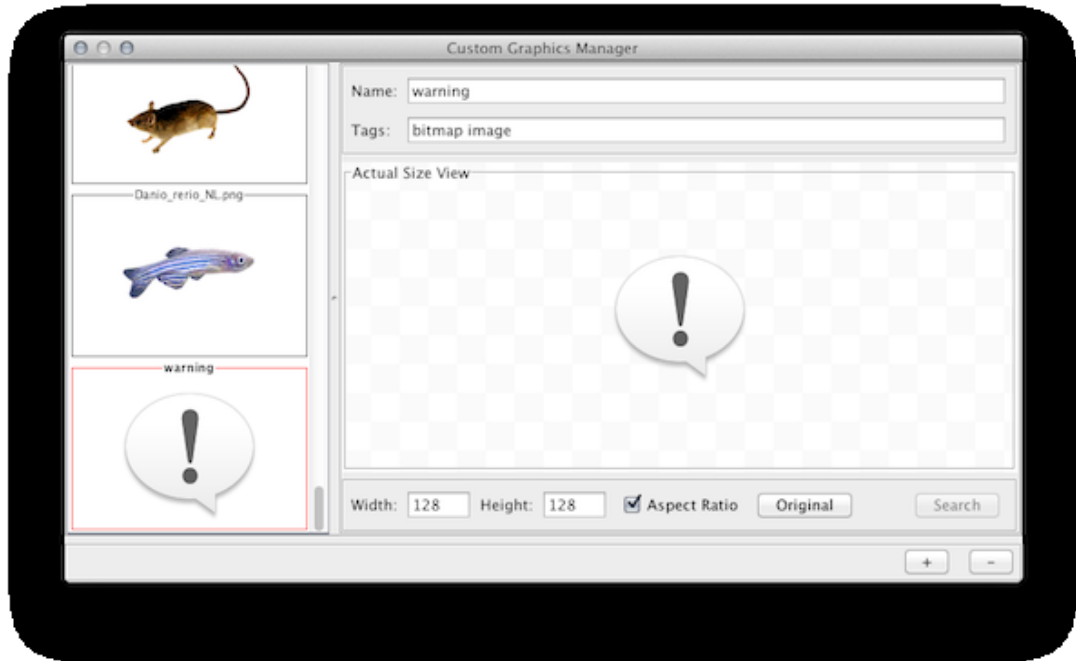 Custom Graphics Manager
Name: warning
Tags: bitmap image
Danio_rerio_NL.png
Actual Size View
!
warning
!
Width: 128 Height: 128 Aspect Ratio Original Search
+ -